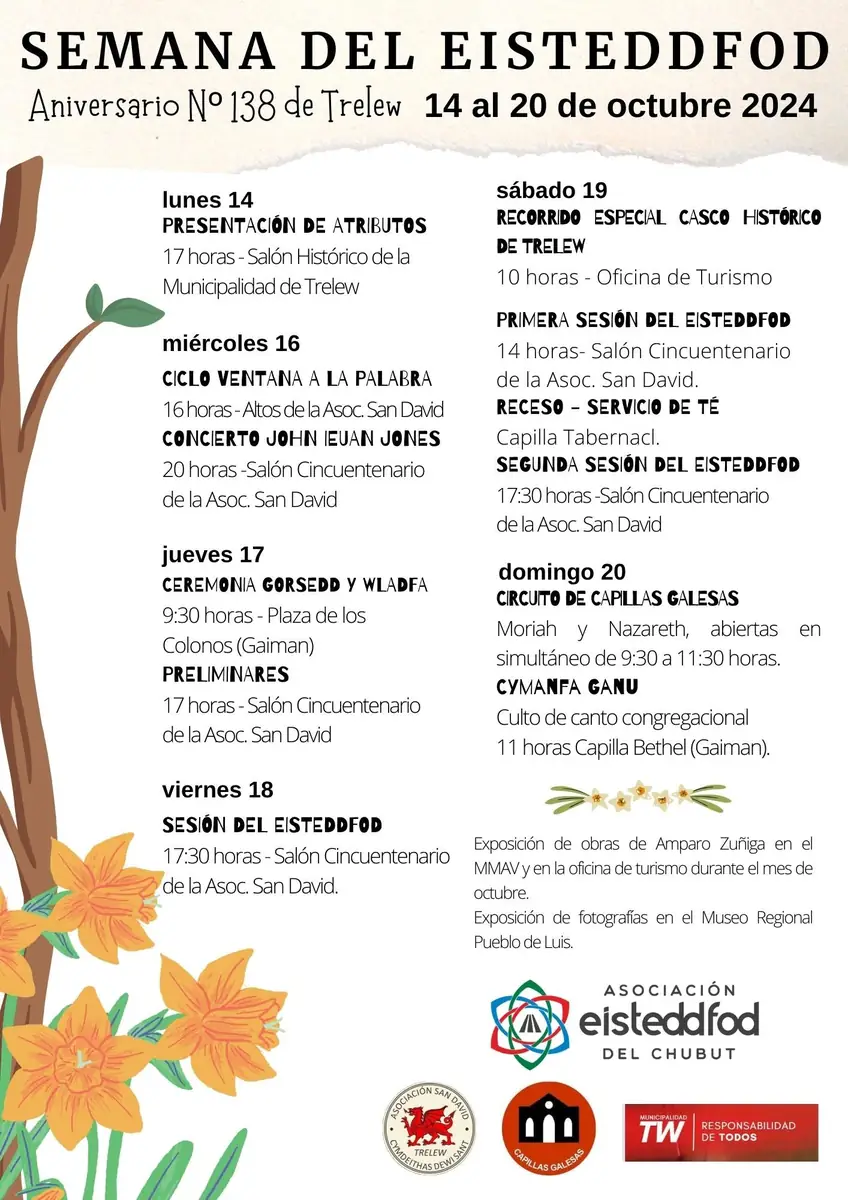 SEMANA DEL EISTEDDFOD
Aniversario Nº 138 de Trelew 14 al 20 de octubre 2024
lunes 14
PRESENTACIÓN DE ATRIBUTOS
17 horas - Salón Histórico de la
Municipalidad de Trelew
miércoles 16
CICLO VENTANA A LA PALABRA
16 horas - Altos de la Asoc. San David
CONCIERTO JOHN IEUAN JONES
20 horas -Salón Cincuentenario
de la Asoc. San David
jueves 17
CEREMONIA GORSEDD Y WLADFA
9:30 horas - Plaza de los
Colonos (Gaiman)
PRELIMINARES
17 horas - Salón Cincuentenario
de la Asoc. San David
viernes 18
SESIÓN DEL EISTEDDFOD
17:30 horas - Salón Cincuentenario
de la Asoc. San David.
sábado 19
RECORRIDO ESPECIAL CASCO HISTÓRICO
DE TRELEW
10 horas - Oficina de Turismo
PRIMERA SESIÓN DEL EISTEDDFOD
14 horas- Salón Cincuentenario
de la Asoc. San David.
RECESO - SERVICIO DE TÉ
Capilla Tabernacl.
SEGUNDA SESIÓN DEL EISTEDDFOD
17:30 horas -Salón Cincuentenario
de la Asoc. San David
domingo 20
CIRCUITO DE CAPILLAS GALESAS
Moriah y Nazareth, abiertas en
simultáneo de 9:30 a 11:30 horas.
CYMANFA GANU
Culto de canto congregacional
11 horas Capilla Bethel (Gaiman).
Exposición de obras de Amparo Zuñiga en el
MMAV y en la oficina de turismo durante el mes de
octubre.
Exposición de fotografías en el Museo Regional
Pueblo de Luis.
ASOCIACIÓN
eisteddfod
DEL CHUBUT
ASOCIACIÓN SAN DAVID
TRELEW
CYMDEITHAS DEWI SANT
CAPILLAS GALESAS
MUNICIPALIDAD
TW
RESPONSABILIDAD
DE TODOS